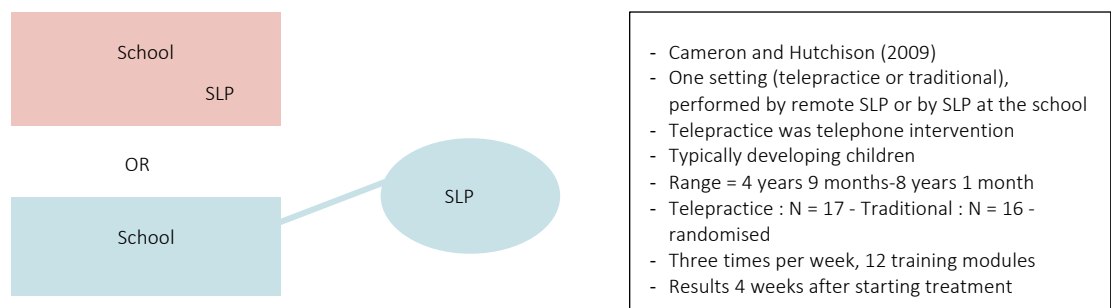 School
SLP
OR
School
SLP
- Cameron and Hutchison (2009)
- One setting (telepractice or traditional),
performed by remote SLP or by SLP at the school
- Telepractice was telephone intervention
- Typically developing children
- Range = 4 years 9 months-8 years 1 month
- Telepractice : N = 17 - Traditional : N = 16 -
randomised
- Three times per week, 12 training modules
- Results 4 weeks after starting treatment